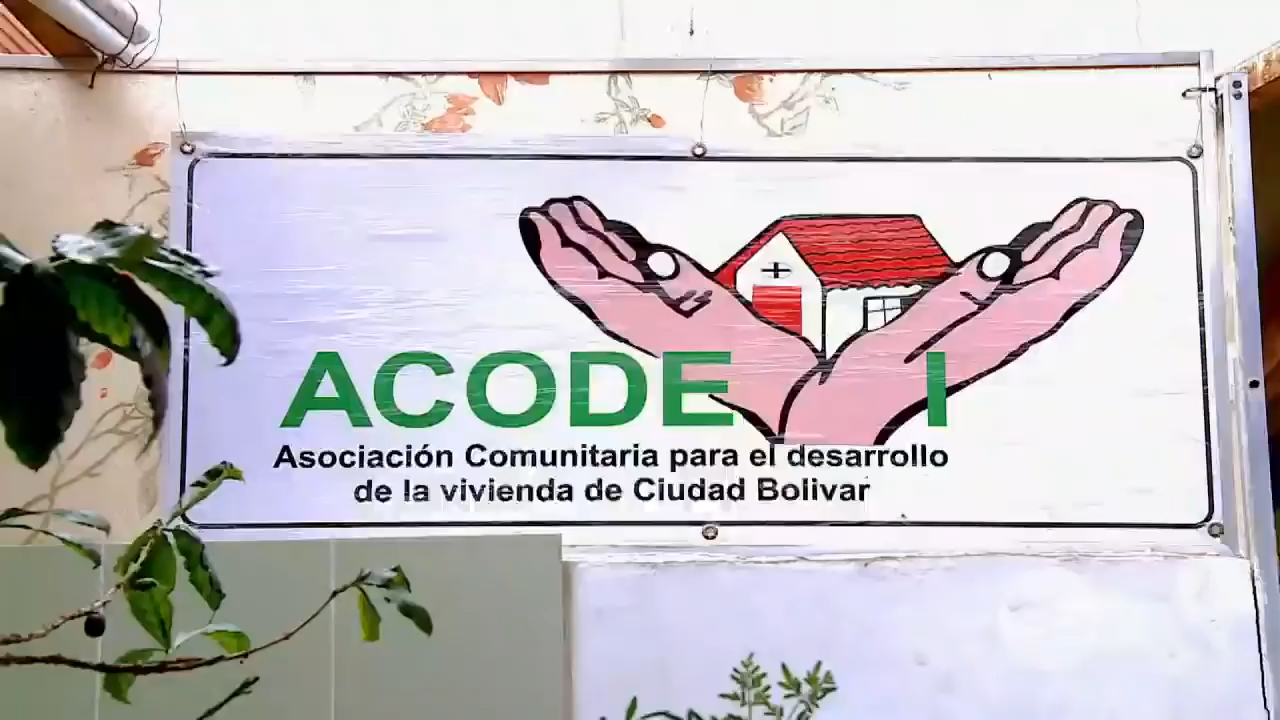 ACODE I
Asociación Comunitaria para el desarrollo
de la vivienda de Ciudad Bolivar